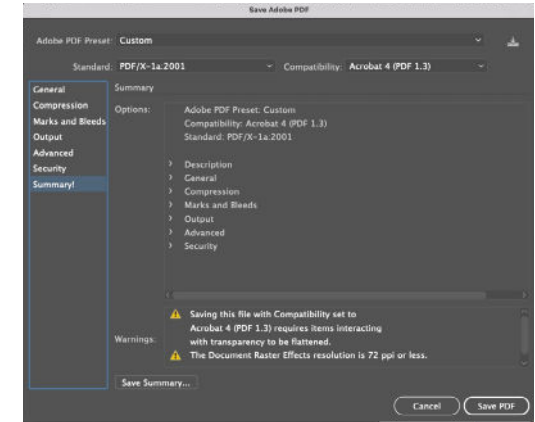 Save Adobe PDF
Adobe PDF Preset: Custom
Standard: PDF/X-1a:2001 Compatibility: Acrobat 4 (PDF 1.3)
General
Compression
Marks and Bleeds
Output
Advanced
Security
Summary!
Summary
Options:
Adobe PDF Preset: Custom
Compatibility: Acrobat 4 (PDF 1.3)
Standard: PDF/X-1a:2001
Description
General
Compression
Marks and Bleeds
Output
Advanced
Security
Warnings:
Saving this file with Compatibility set to
Acrobat 4 (PDF 1.3) requires items interacting
with transparency to be flattened.
The Document Raster Effects resolution is 72 ppi or less.
Save Summary...
Cancel Save PDF